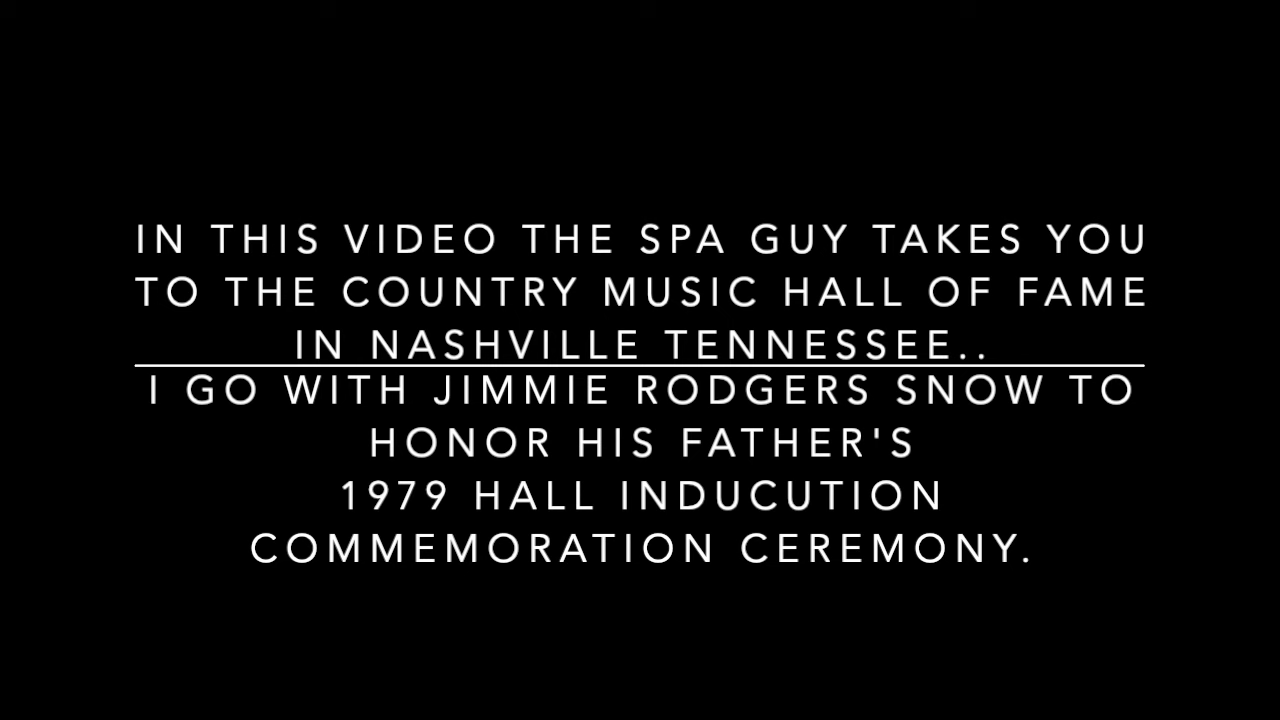 IN THIS VIDEO THE SPA GUY TAKES YOU
TO THE COUNTRY MUSIC HALL OF FAME
IN NASHVILLE TENNESSEE..
I GO WITH JIMMIE RODGERS SNOW TO
HONOR HIS FATHER'S
1979 HALL INDUCUTION
COMMEMORATION CEREMONY.